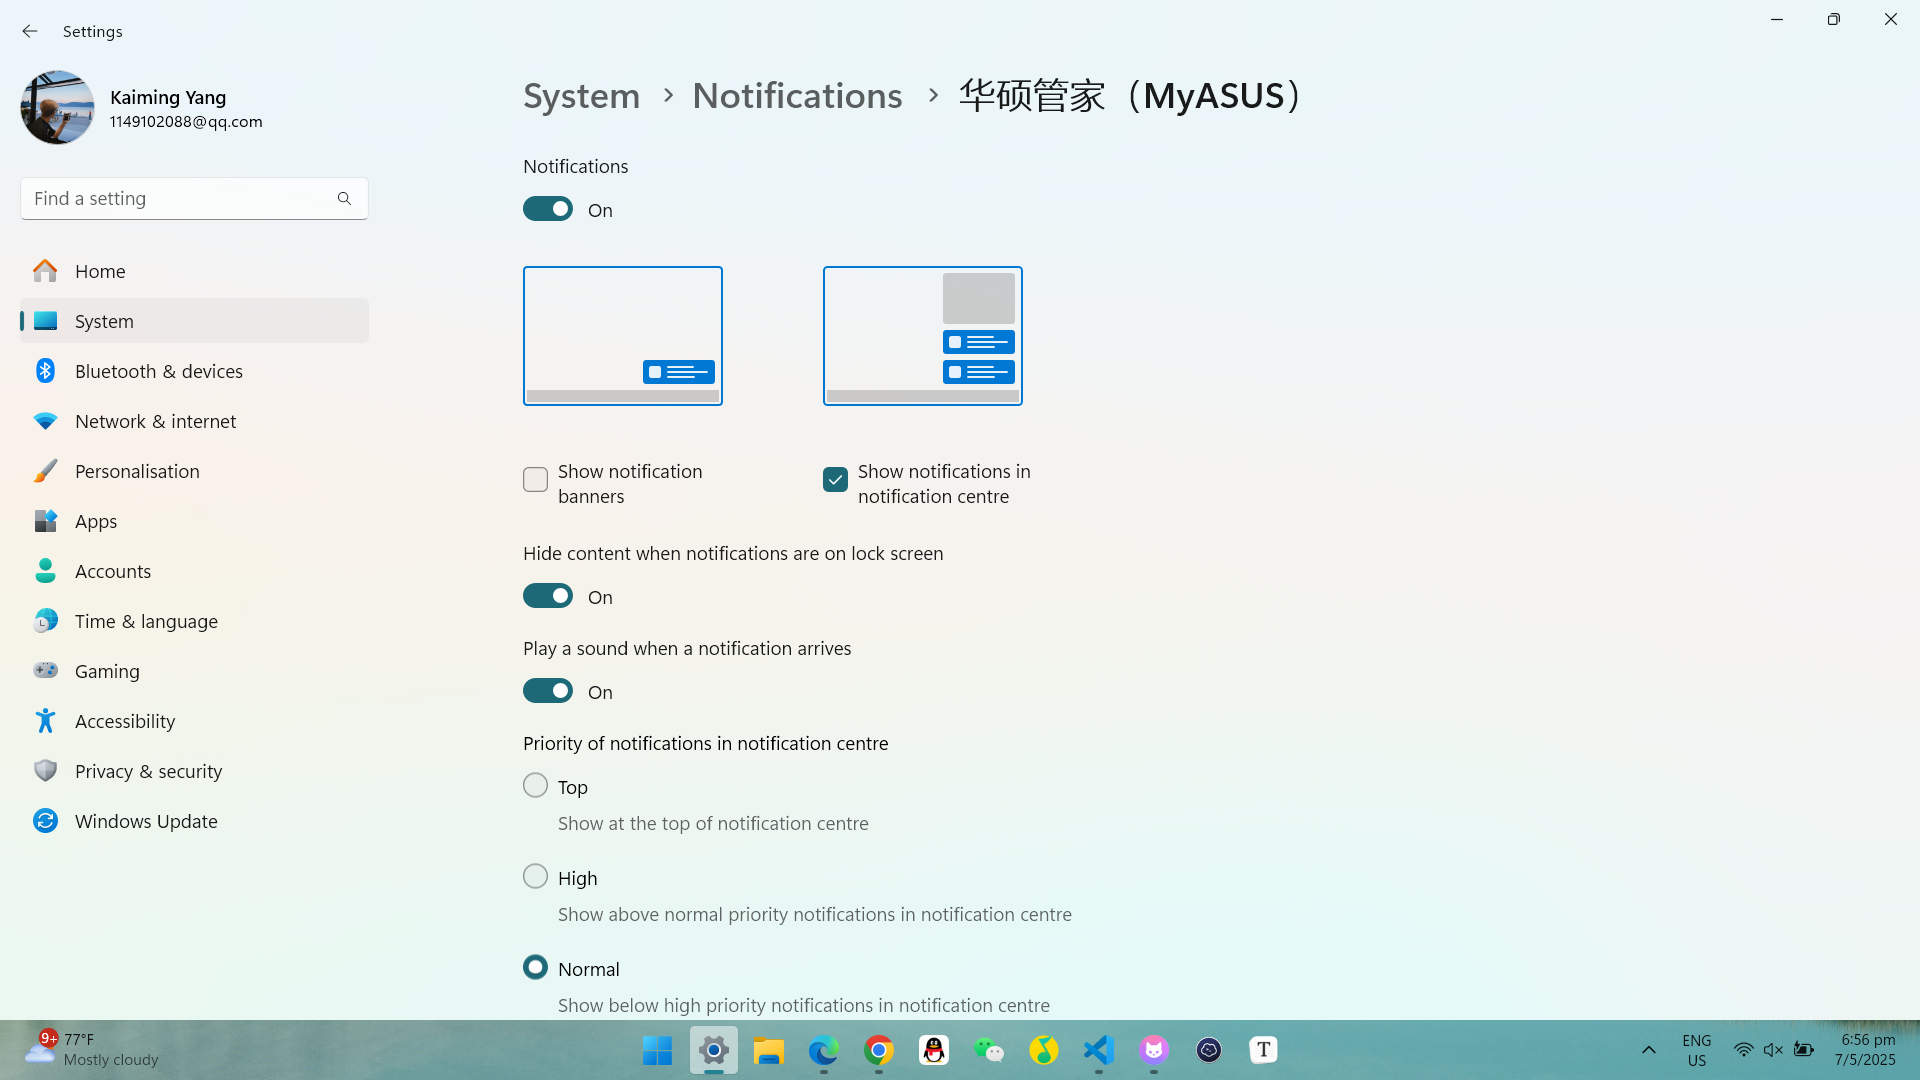 Settings
Kaiming Yang
1149102088@qq.com
Find a setting
Home
System
Bluetooth & devices
Network & internet
Personalisation
Apps
Accounts
Time & language
Gaming
Accessibility
Privacy & security
Windows Update
System > Notifications > 华硕管家（MyASUS）
Notifications
On
Show notification
banners
Show notifications in
notification centre
Hide content when notifications are on lock screen
On
Play a sound when a notification arrives
On
Priority of notifications in notification centre
Top
Show at the top of notification centre
High
Show above normal priority notifications in notification centre
Normal
Show below high priority notifications in notification centre
9+
77°F
Mostly cloudy
T
ENG
US
6:56 pm
7/5/2025